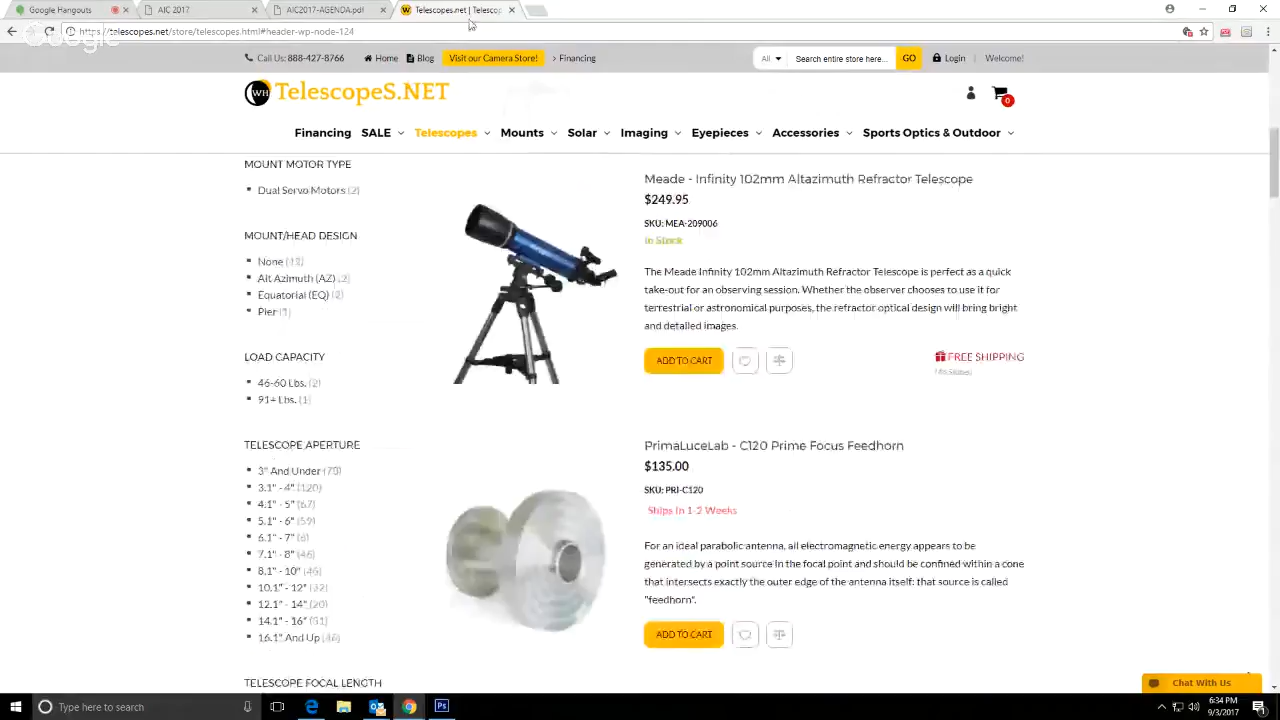 Google Hangouts
AIC 2017
AIC2017-AGENDA.pdf
Telescopes.net | Telescop
https://telescopes.net/store/telescopes.html#header-wp-node-124
Google
Call Us: 888-427-8766 Home Blog Visit our Camera Store! Financing All Search entire store here... GO Login Welcome!
WH TelescopeS.NET
0
Financing SALE Telescopes Mounts Solar Imaging Eyepieces Accessories Sports Optics & Outdoor
MOUNT MOTOR TYPE
Dual Servo Motors (2)
MOUNT/HEAD DESIGN
None (12)
Alt Azimuth (AZ) (2)
Equatorial (EQ) (2)
Pier (1)
LOAD CAPACITY
46-60 Lbs. (2)
91+ Lbs. (1)
TELESCOPE APERTURE
3" And Under (79)
3.1" - 4" (120)
4.1" - 5" (67)
5.1" - 6" (59)
6.1" - 7" (8)
7.1" - 8" (46)
8.1" - 10"
10.1" - 12"
12.1" - 14" (20)
14.1" - 16"
16.1" And Up
TELESCOPE FOCAL LENGTH
Meade - Infinity 102mm Altazimuth Refractor Telescope
$249.95
SKU: MEA-209006
In Stock
The Meade Infinity 102mm Altazimuth Refractor Telescope is perfect as a quick
take-out for an observing session. Whether the observer chooses to use it for
terrestrial or astronomical purposes, the refractor optical design will bring bright
and detailed images.
ADD TO CART
FREE SHIPPING
PrimaLuceLab - C120 Prime Focus Feedhorn
$135.00
SKU: PRI-C120
Ships In 1-2 Weeks
For an ideal parabolic antenna, all electromagnetic energy appears to be
generated by a point source in the focal point and should be confined within a cone
that intersects exactly the outer edge of the antenna itself: that source is called
"feedhorn".
ADD TO CART
Chat With Us
Type here to search
6:34 PM
9/3/2017